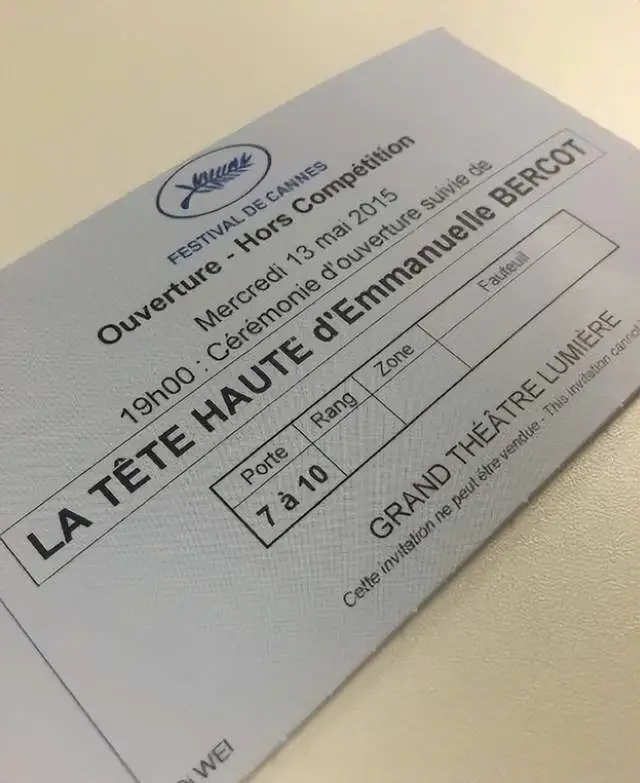 FESTIVAL DE CANNES
Ouverture - Hors Compétition
Mercredi 13 mai 2015
19h00 : Cérémonie d'ouverture suivie de
LA TÊTE HAUTE d'Emmanuelle BERCOT
Porte Rang Zone Fauteuil
7 à 10
GRAND THÉÂTRE LUMIÈRE
Cette invitation ne peut être vendue - This invitation cannot
WEI